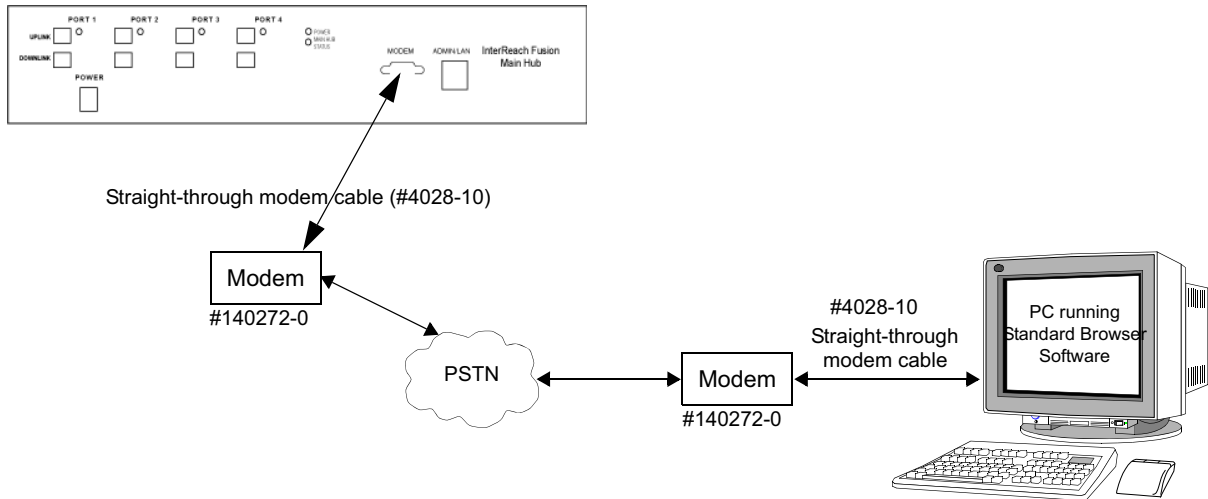 PORT 1 PORT 2 PORT 3 PORT 4
UPLINK
POWER
MAIN HUB
STATUS
DOWNLINK
MODEM
ADMIN/LAN
InterReach Fusion
Main Hub
POWER
Straight-through modem cable (#4028-10)
Modem
#140272-0
PSTN
Modem
#140272-0
#4028-10
Straight-through
modem cable
PC running
Standard Browser
Software